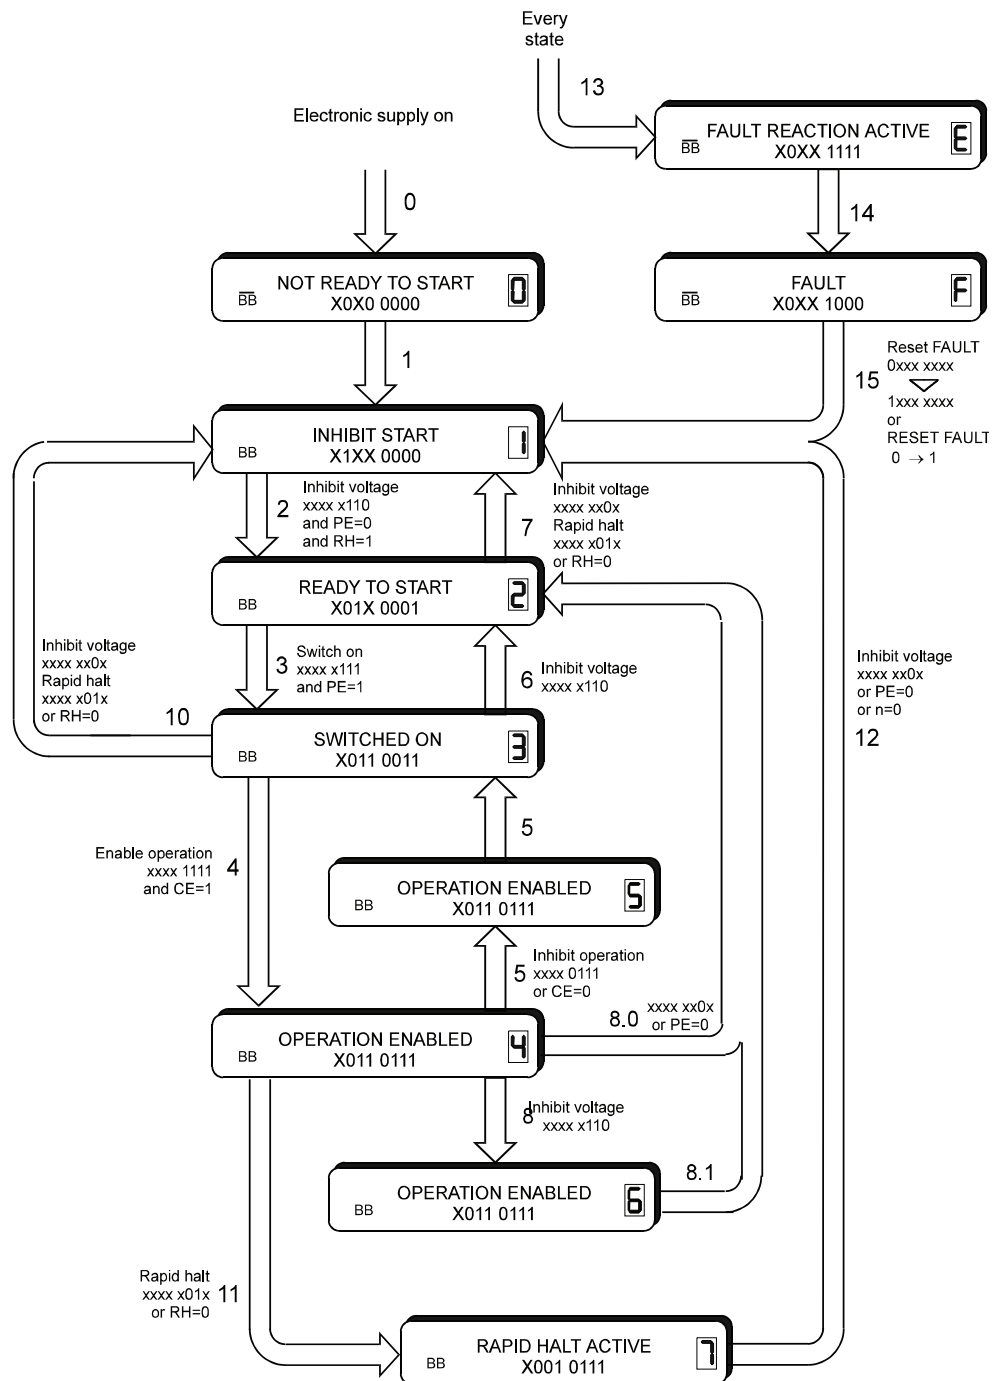 Every
state
13
Electronic supply on
FAULT REACTION ACTIVE
X0XX 1111
BB
E
0
14
NOT READY TO START
X0X0 0000
BB
0
FAULT
X0XX 1000
BB
F
1
15
Reset FAULT
0xxx xxxx
1xxx xxxx
or
RESET FAULT
0 → 1
INHIBIT START
X1XX 0000
BB
1
2
Inhibit voltage
xxxx x110
and PE=0
and RH=1
7
Inhibit voltage
xxxx xx0x
Rapid halt
xxxx x01x
or RH=0
READY TO START
X01X 0001
BB
2
Inhibit voltage
xxxx xx0x
Rapid halt
xxxx x01x
or RH=0
10
3
Switch on
xxxx x111
and PE=1
6
Inhibit voltage
xxxx x110
Inhibit voltage
xxxx xx0x
or PE=0
or n=0
12
SWITCHED ON
X011 0011
BB
3
5
Enable operation
xxxx 1111
and CE=1
4
OPERATION ENABLED
X011 0111
BB
5
5
Inhibit operation
xxxx 0111
or CE=0
8.0
xxxx xx0x
or PE=0
OPERATION ENABLED
X011 0111
BB
4
8
Inhibit voltage
xxxx x110
8.1
OPERATION ENABLED
X011 0111
BB
6
Rapid halt
xxxx x01x
or RH=0
11
RAPID HALT ACTIVE
X001 0111
BB
7